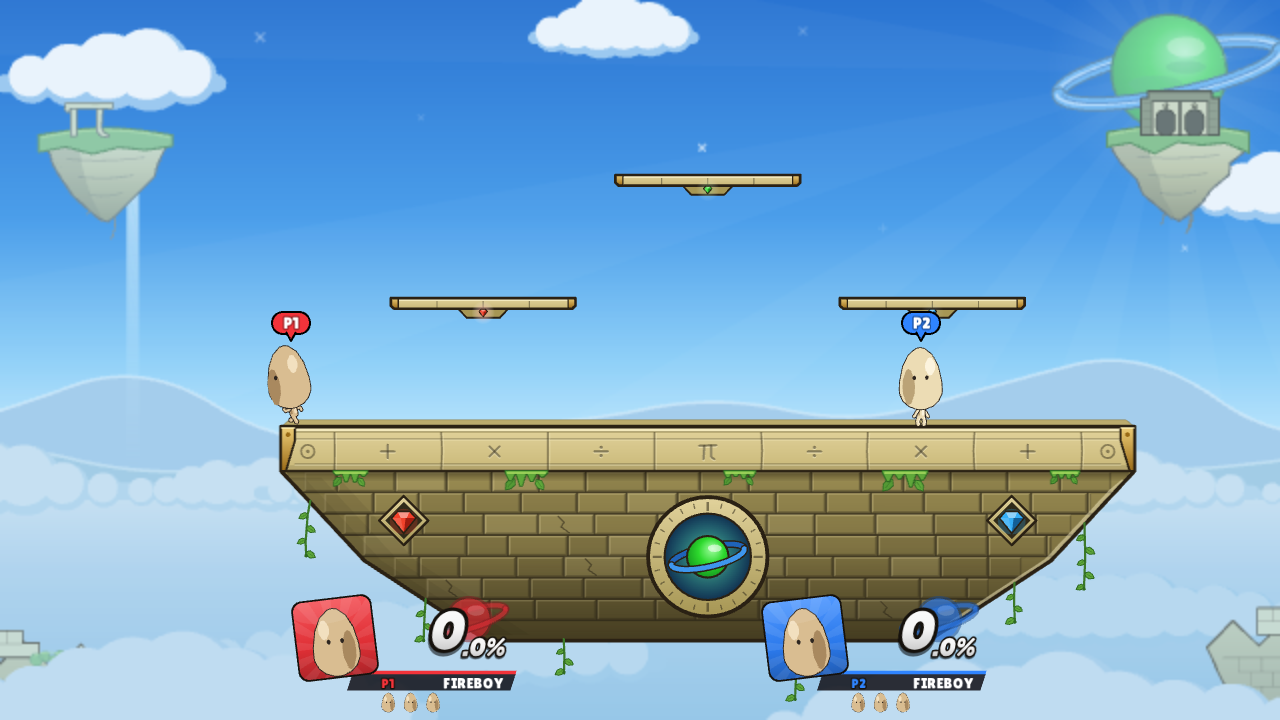 P1
P2
+ × ÷ π ÷ × +
0.0%
P1 FIREBOY
0.0%
P2 FIREBOY